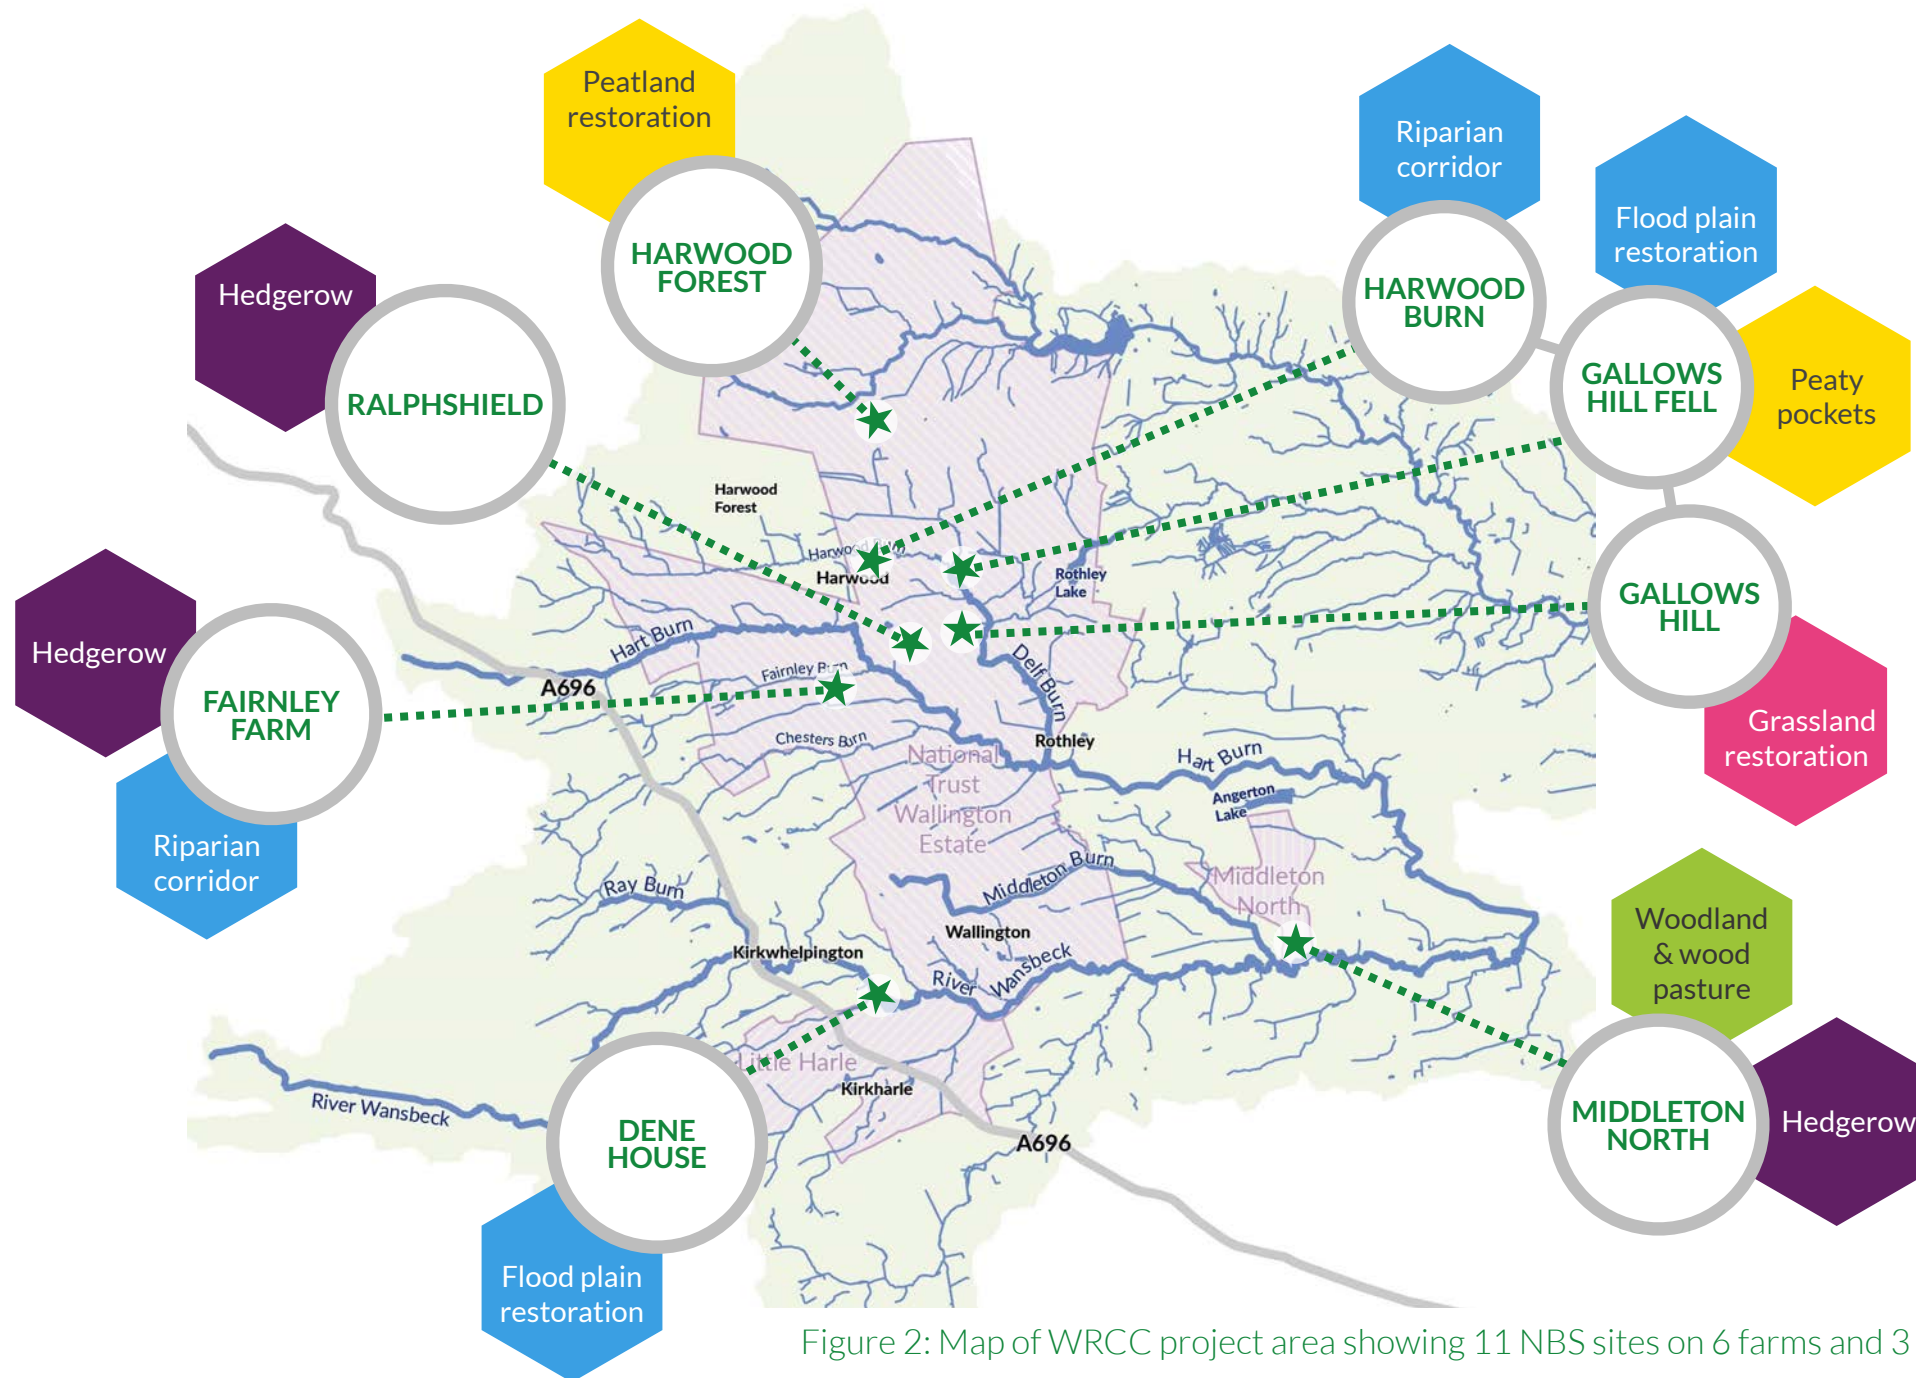 Peatland
restoration
HARWOOD
FOREST
Riparian
corridor
HARWOOD
BURN
Flood plain
restoration
GALLOWS
HILL FELL
Peaty
pockets
Hedgerow
RALPHSHIELD
GALLOWS
HILL
Grassland
restoration
Hedgerow
FAIRNLEY
FARM
Riparian
corridor
Harwood
Forest
Harwood
Rothley
Lake
Hart Burn
A696
Fairnley Burn
Delf Burn
Chesters Burn
Rothley
Hart Burn
National
Trust
Wallington
Estate
Angerton
Lake
Middleton Burn
Middleton
North
Ray Burn
Wallington
Kirkwhelpington
River Wansbeck
Little Harle
Kirkharle
River Wansbeck
A696
Woodland
& wood
pasture
MIDDLETON
NORTH
Hedgerow
DENE
HOUSE
Flood plain
restoration
Figure 2: Map of WRCC project area showing 11 NBS sites on 6 farms and 3